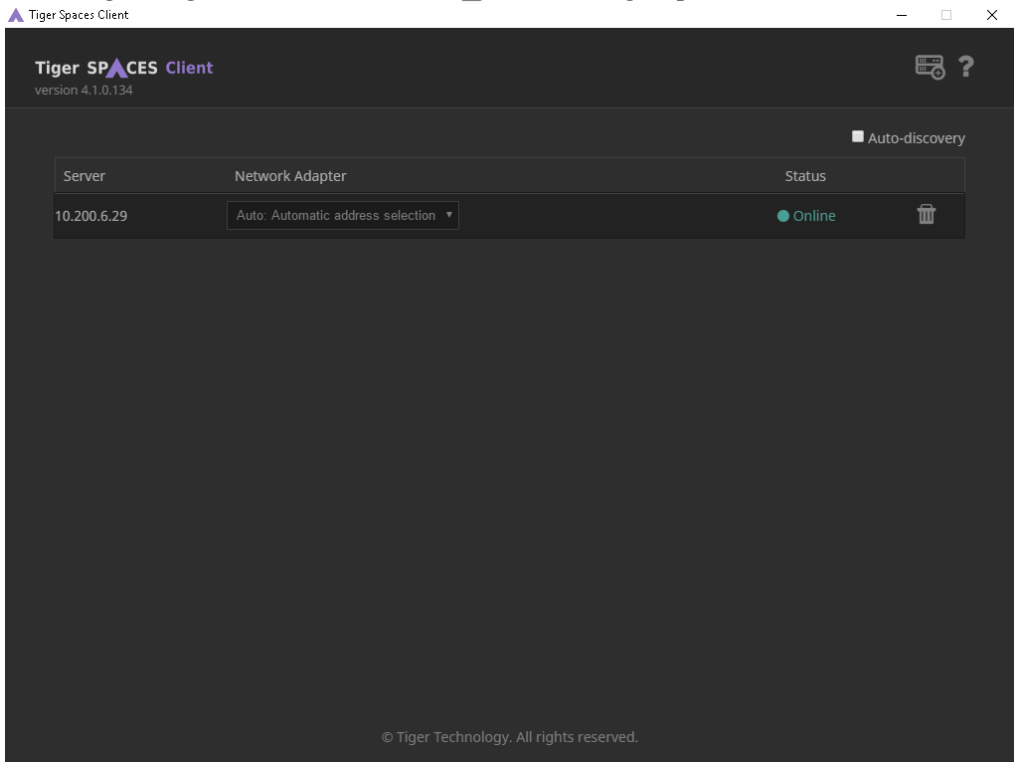 Tiger Spaces Client
Tiger SPACES Client
version 4.1.0.134
?
Auto-discovery
Server Network Adapter Status
10.200.6.29 Auto: Automatic address selection Online
© Tiger Technology. All rights reserved.